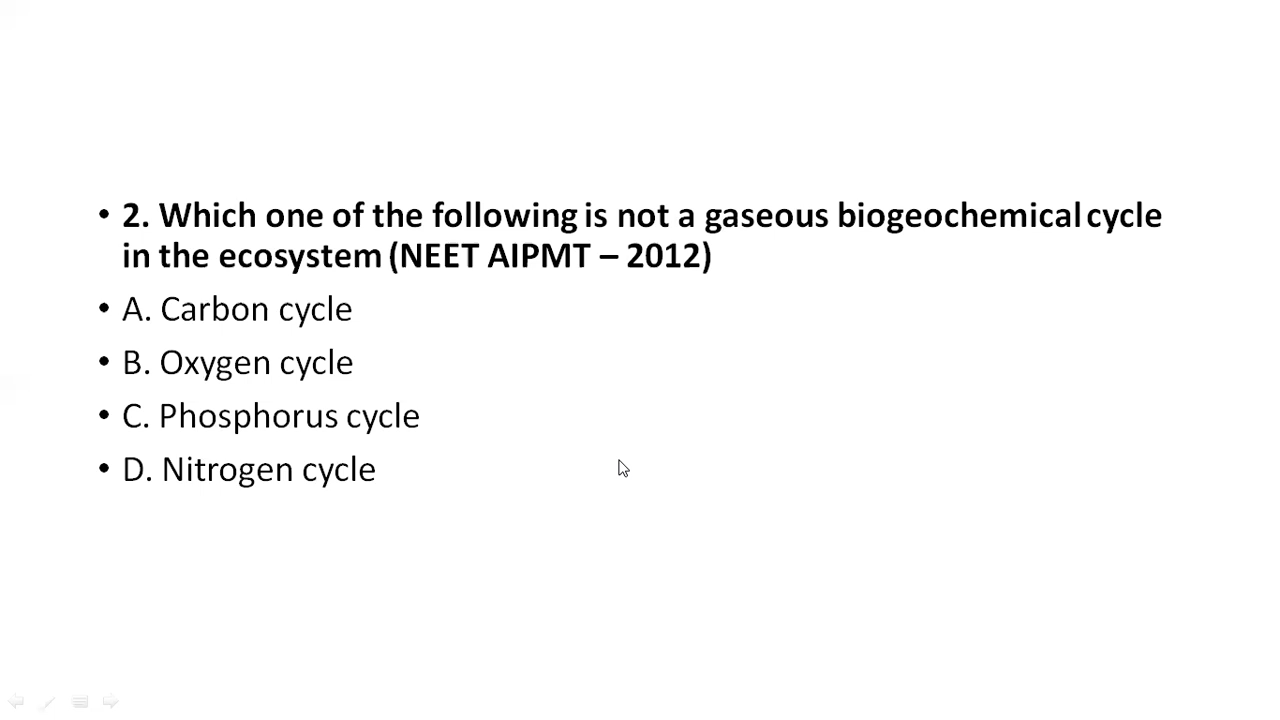 • 2. Which one of the following is not a gaseous biogeochemical cycle
in the ecosystem (NEET AIPMT – 2012)
• A. Carbon cycle
• B. Oxygen cycle
• C. Phosphorus cycle
• D. Nitrogen cycle